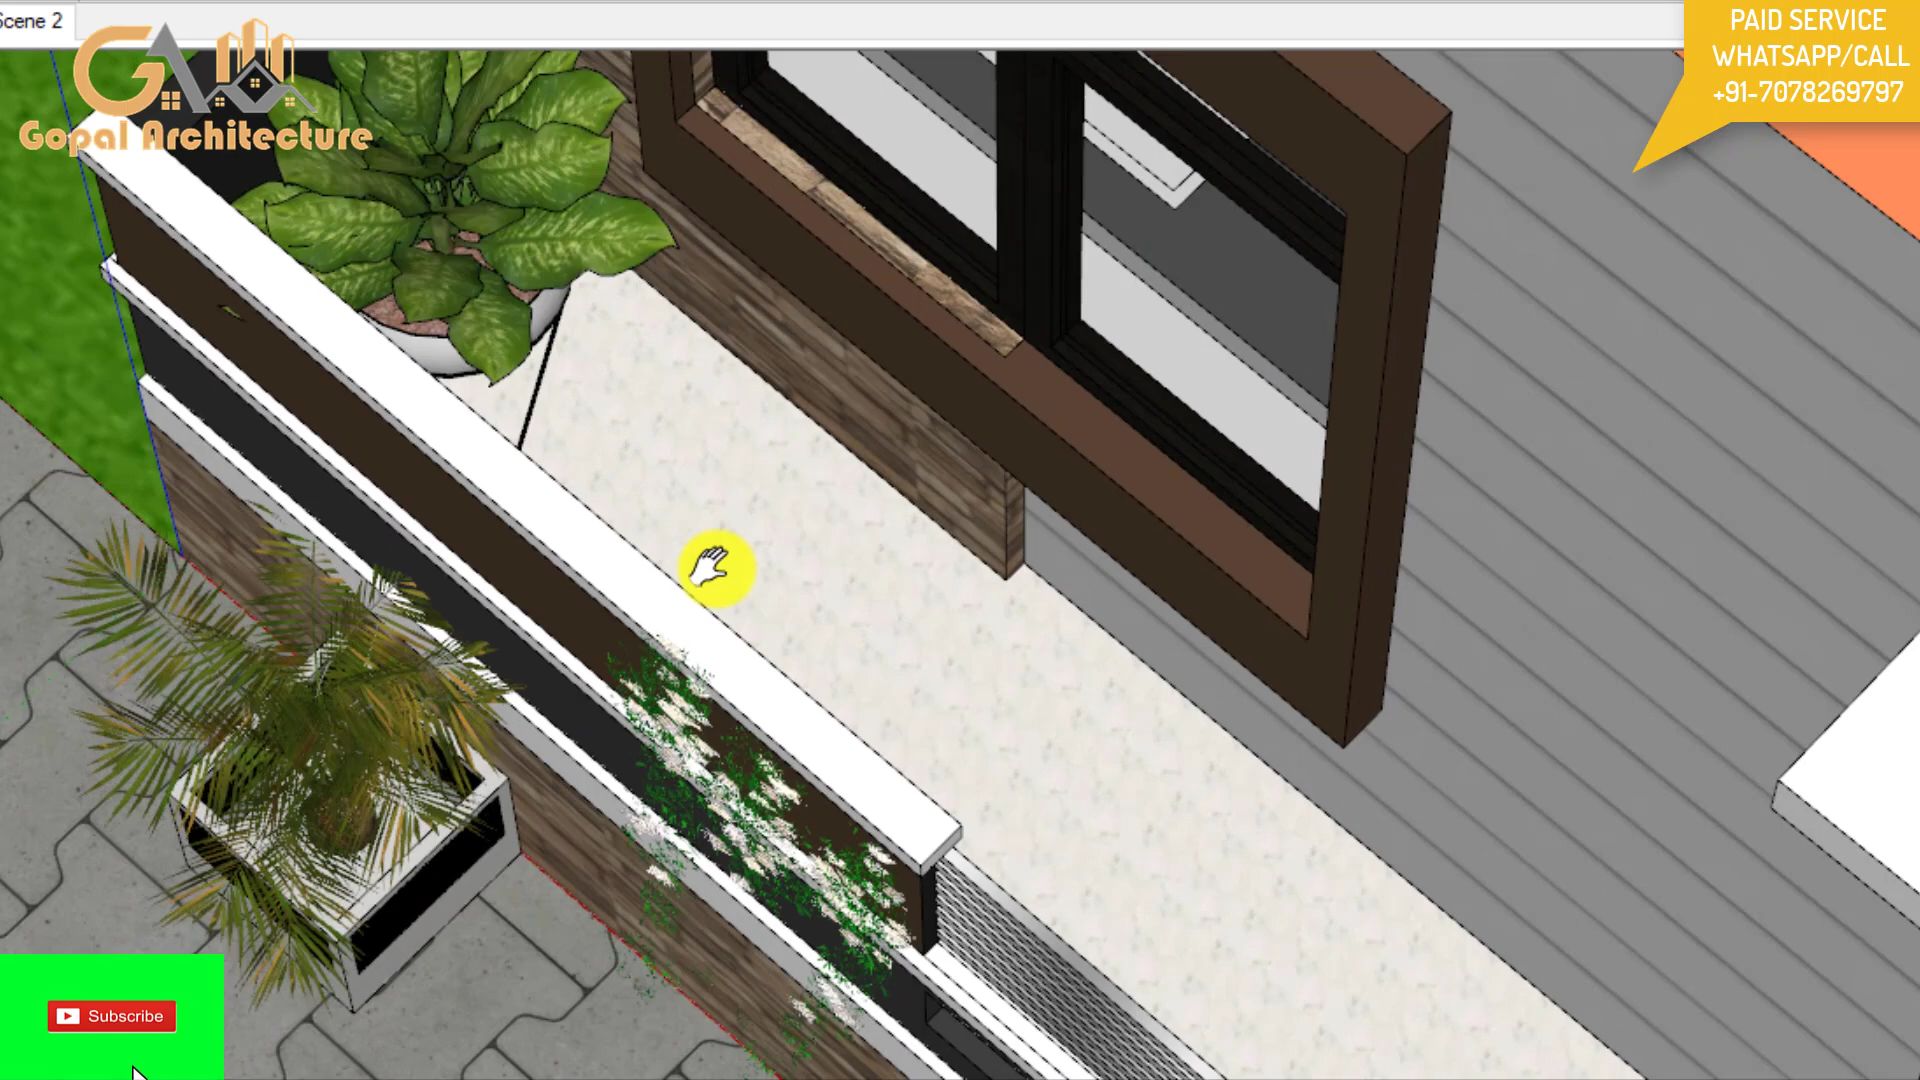 Scene 2
Gopal Architecture
PAID SERVICE
WHATSAPP/CALL
+91-7078269797
Subscribe